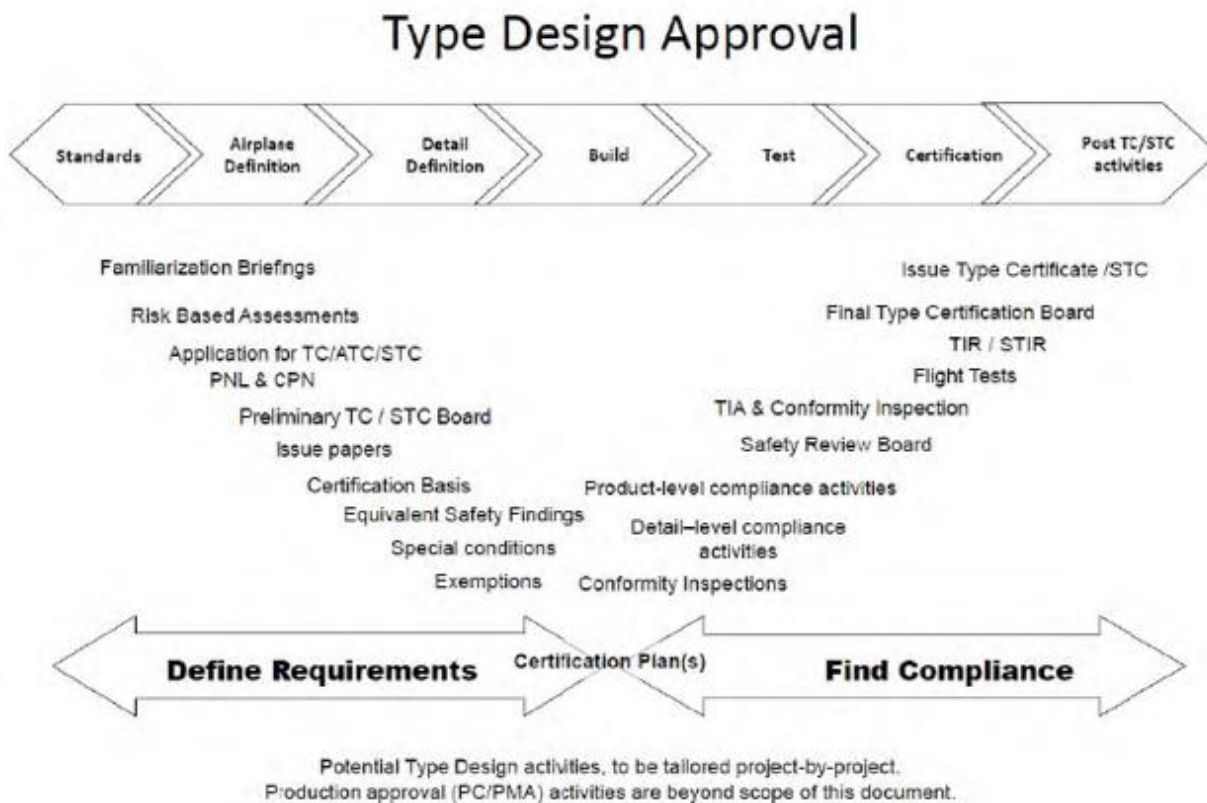 Type Design Approval
Standards
Airplane
Definition
Detail
Definition
Build
Test
Certification
Post TC/STC
activities
Familiarization Briefings
Risk Based Assessments
Application for TC/ATC/STC
PNL & CPN
Preliminary TC / STC Board
Issue papers
Certification Basis
Equivalent Safety Findings
Special conditions
Exemptions
Issue Type Certificate /STC
Final Type Certification Board
TIR / STIR
Flight Tests
TIA & Conformity Inspection
Safety Review Board
Product-level compliance activities
Detail–level compliance
activities
Conformity Inspections
Define Requirements
Certification Plan(s)
Find Compliance
Potential Type Design activities, to be tailored project-by-project.
Production approval (PC/PMA) activities are beyond scope of this document.